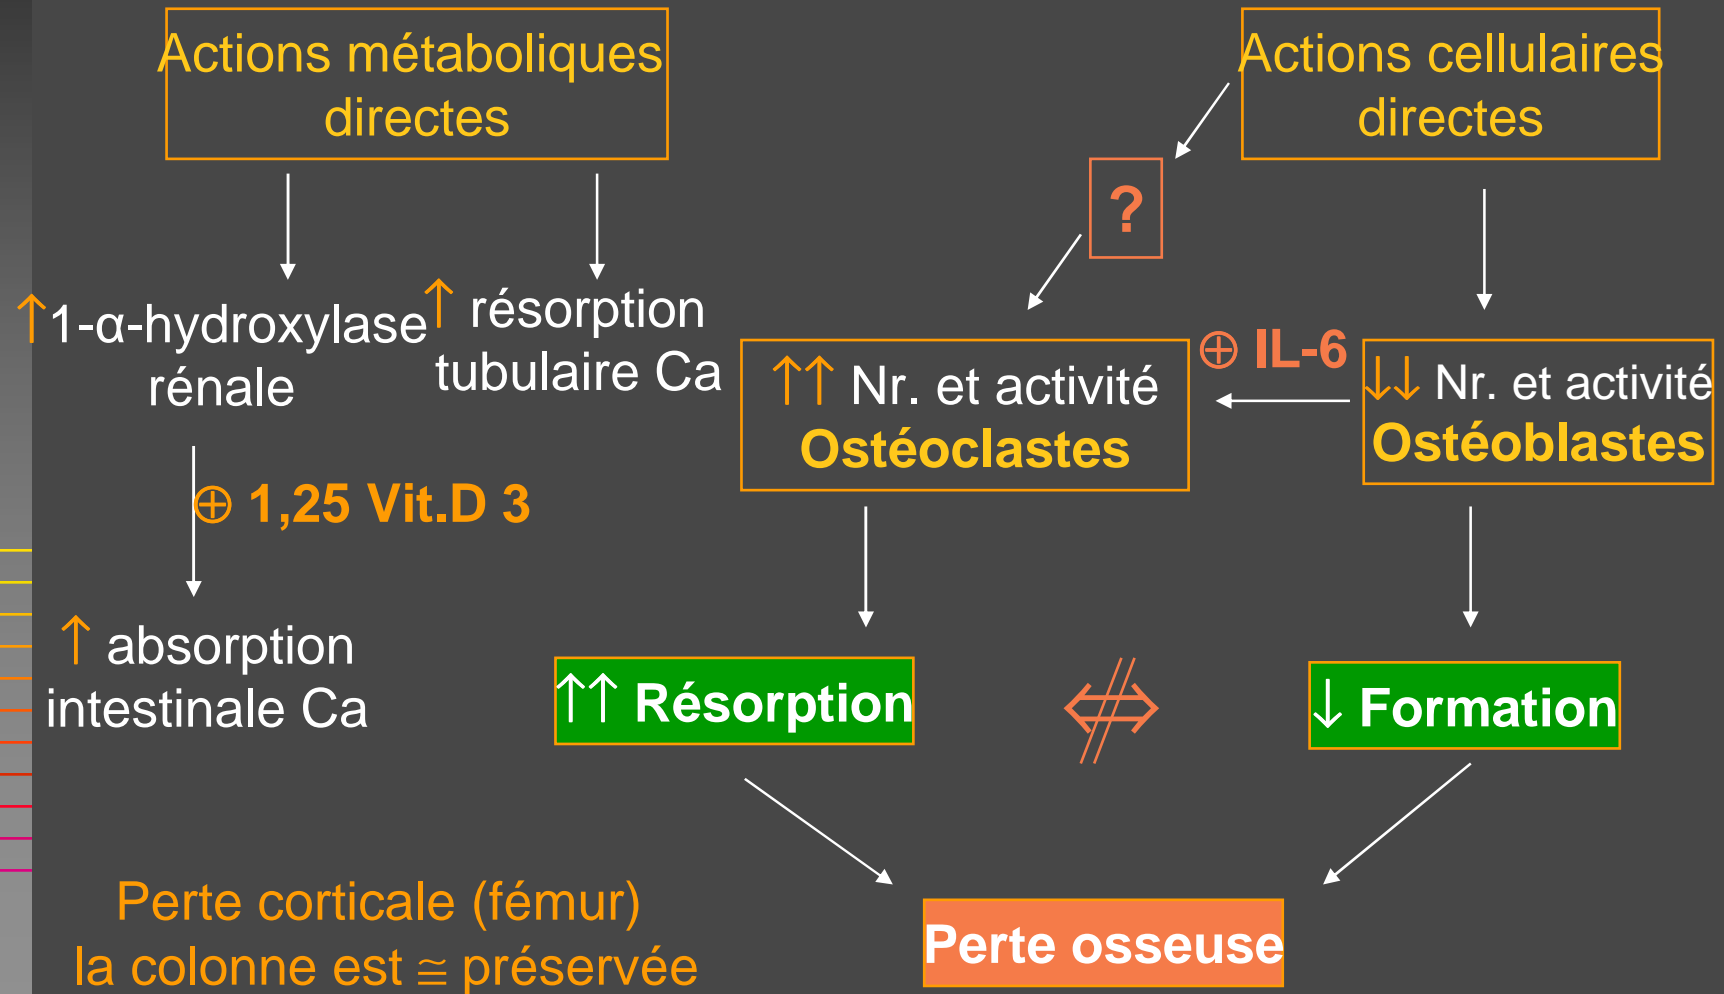 Actions métaboliques
directes
Actions cellulaires
directes
?
↑1-α-hydroxylase
rénale
↑ résorption
tubulaire Ca
↑↑ Nr. et activité
Ostéoclastes
⊕ IL-6
↓↓ Nr. et activité
Ostéoblastes
⊕ 1,25 Vit.D 3
↑ absorption
intestinale Ca
↑↑ Résorption
↓ Formation
Perte corticale (fémur)
la colonne est ≅ préservée
Perte osseuse